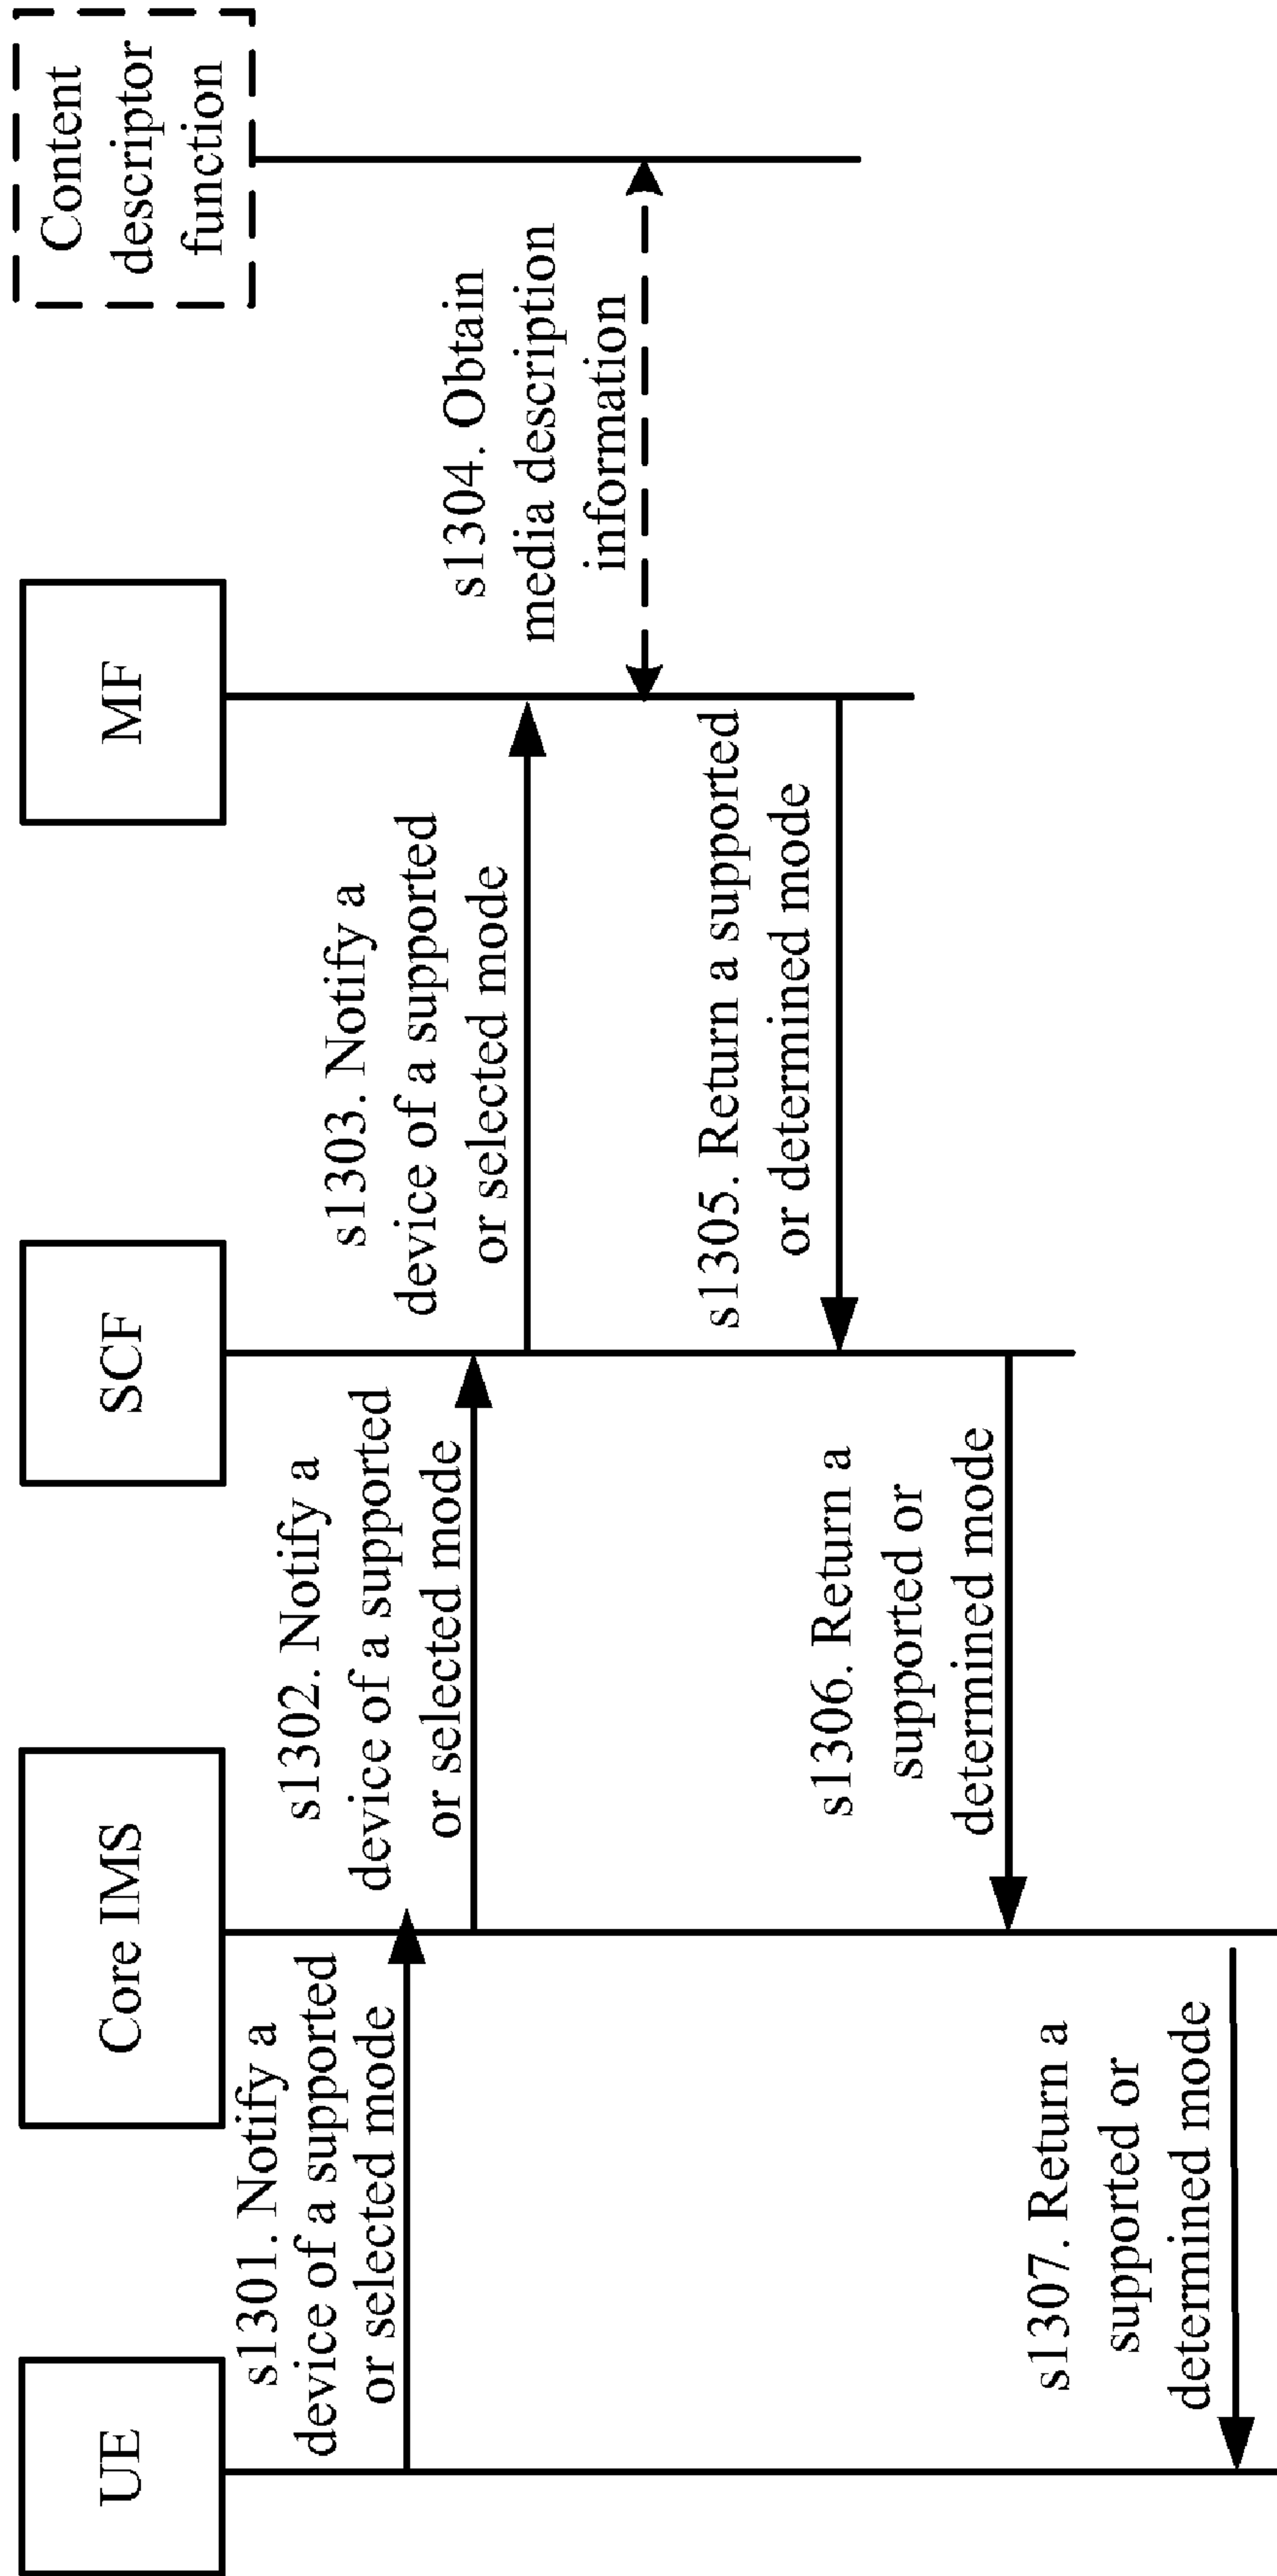 UE
Core IMS
SCF
MF
Content
descriptor
function
s1301. Notify a
device of a supported
or selected mode
s1302. Notify a
device of a supported
or selected mode
s1303. Notify a
device of a supported
or selected mode
s1304. Obtain
media description
information
s1305. Return a supported
or determined mode
s1306. Return a
supported or
determined mode
s1307. Return a
supported or
determined mode